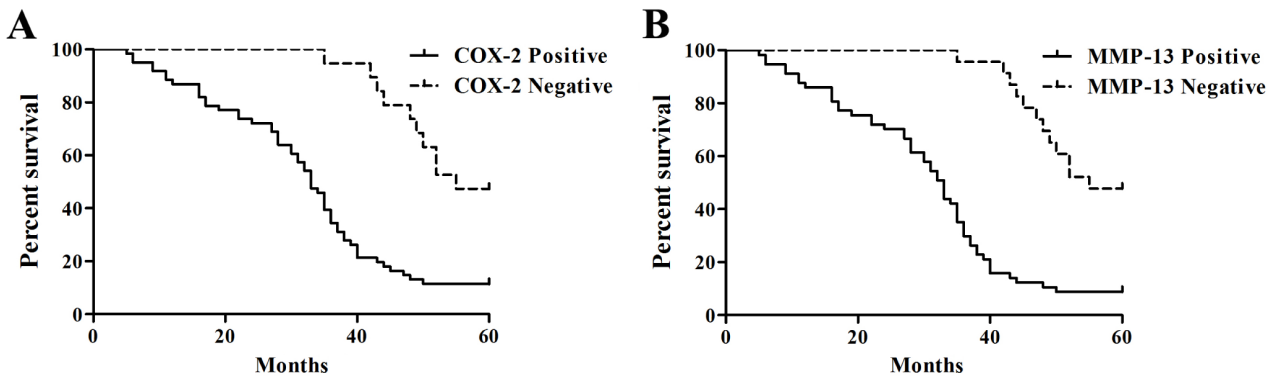 A
COX-2 Positive
COX-2 Negative
Percent survival
100
80
60
40
20
0
0 20 40 60
Months
B
MMP-13 Positive
MMP-13 Negative
Percent survival
100
80
60
40
20
0
0 20 40 60
Months